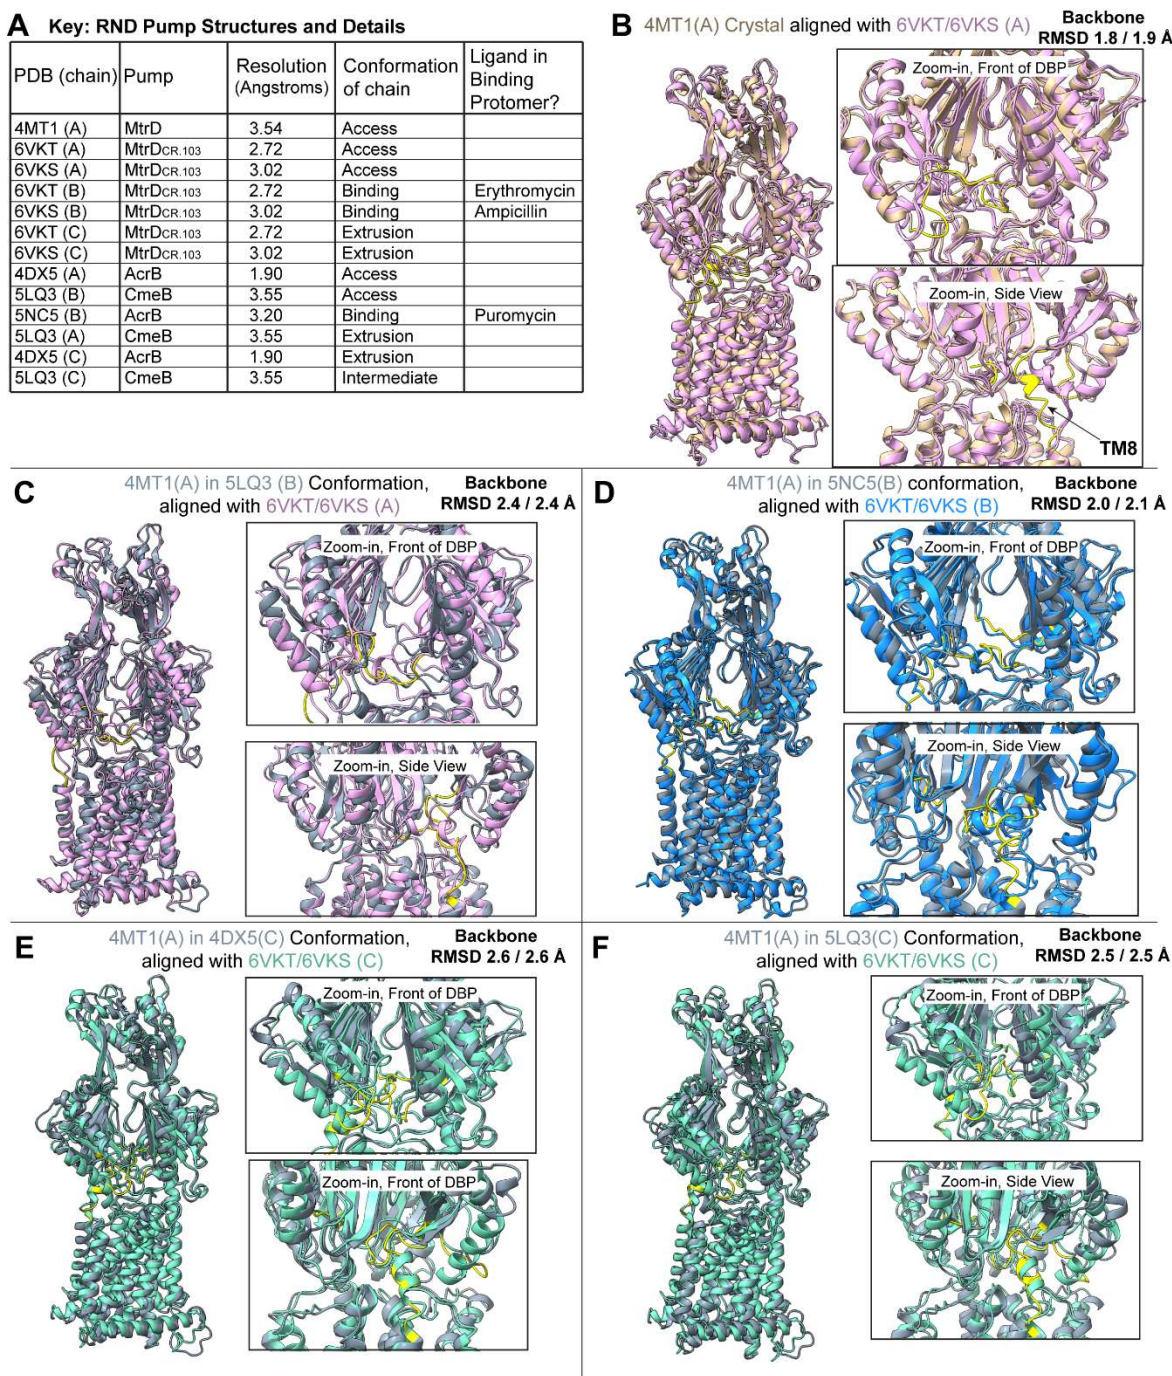 A Key: RND Pump Structures and Details
PDB (chain) Pump Resolution (Angstroms) Conformation of chain Ligand in Binding Protomer?
4MT1 (A) MtrD 3.54 Access
6VKT (A) MtrDCR.103 2.72 Access
6VKS (A) MtrDCR.103 3.02 Access
6VKT (B) MtrDCR.103 2.72 Binding Erythromycin
6VKS (B) MtrDCR.103 3.02 Binding Ampicillin
6VKT (C) MtrDCR.103 2.72 Extrusion
6VKS (C) MtrDCR.103 3.02 Extrusion
4DX5 (A) AcrB 1.90 Access
5LQ3 (B) CmeB 3.55 Access
5NC5 (B) AcrB 3.20 Binding Puromycin
5LQ3 (A) CmeB 3.55 Extrusion
4DX5 (C) AcrB 1.90 Extrusion
5LQ3 (C) CmeB 3.55 Intermediate
B 4MT1(A) Crystal aligned with 6VKT/6VKS (A)
Backbone
RMSD 1.8 / 1.9 Å
Zoom-in, Front of DBP
Zoom-in, Side View
TM8
C 4MT1(A) in 5LQ3 (B) Conformation,
aligned with 6VKT/6VKS (A)
Backbone
RMSD 2.4 / 2.4 Å
Zoom-in, Front of DBP
Zoom-in, Side View
D 4MT1(A) in 5NC5(B) conformation,
aligned with 6VKT/6VKS (B)
Backbone
RMSD 2.0 / 2.1 Å
Zoom-in, Front of DBP
Zoom-in, Side View
E 4MT1(A) in 4DX5(C) Conformation,
aligned with 6VKT/6VKS (C)
Backbone
RMSD 2.6 / 2.6 Å
Zoom-in, Front of DBP
Zoom-in, Front of DBP
F 4MT1(A) in 5LQ3(C) Conformation,
aligned with 6VKT/6VKS (C)
Backbone
RMSD 2.5 / 2.5 Å
Zoom-in, Front of DBP
Zoom-in, Side View